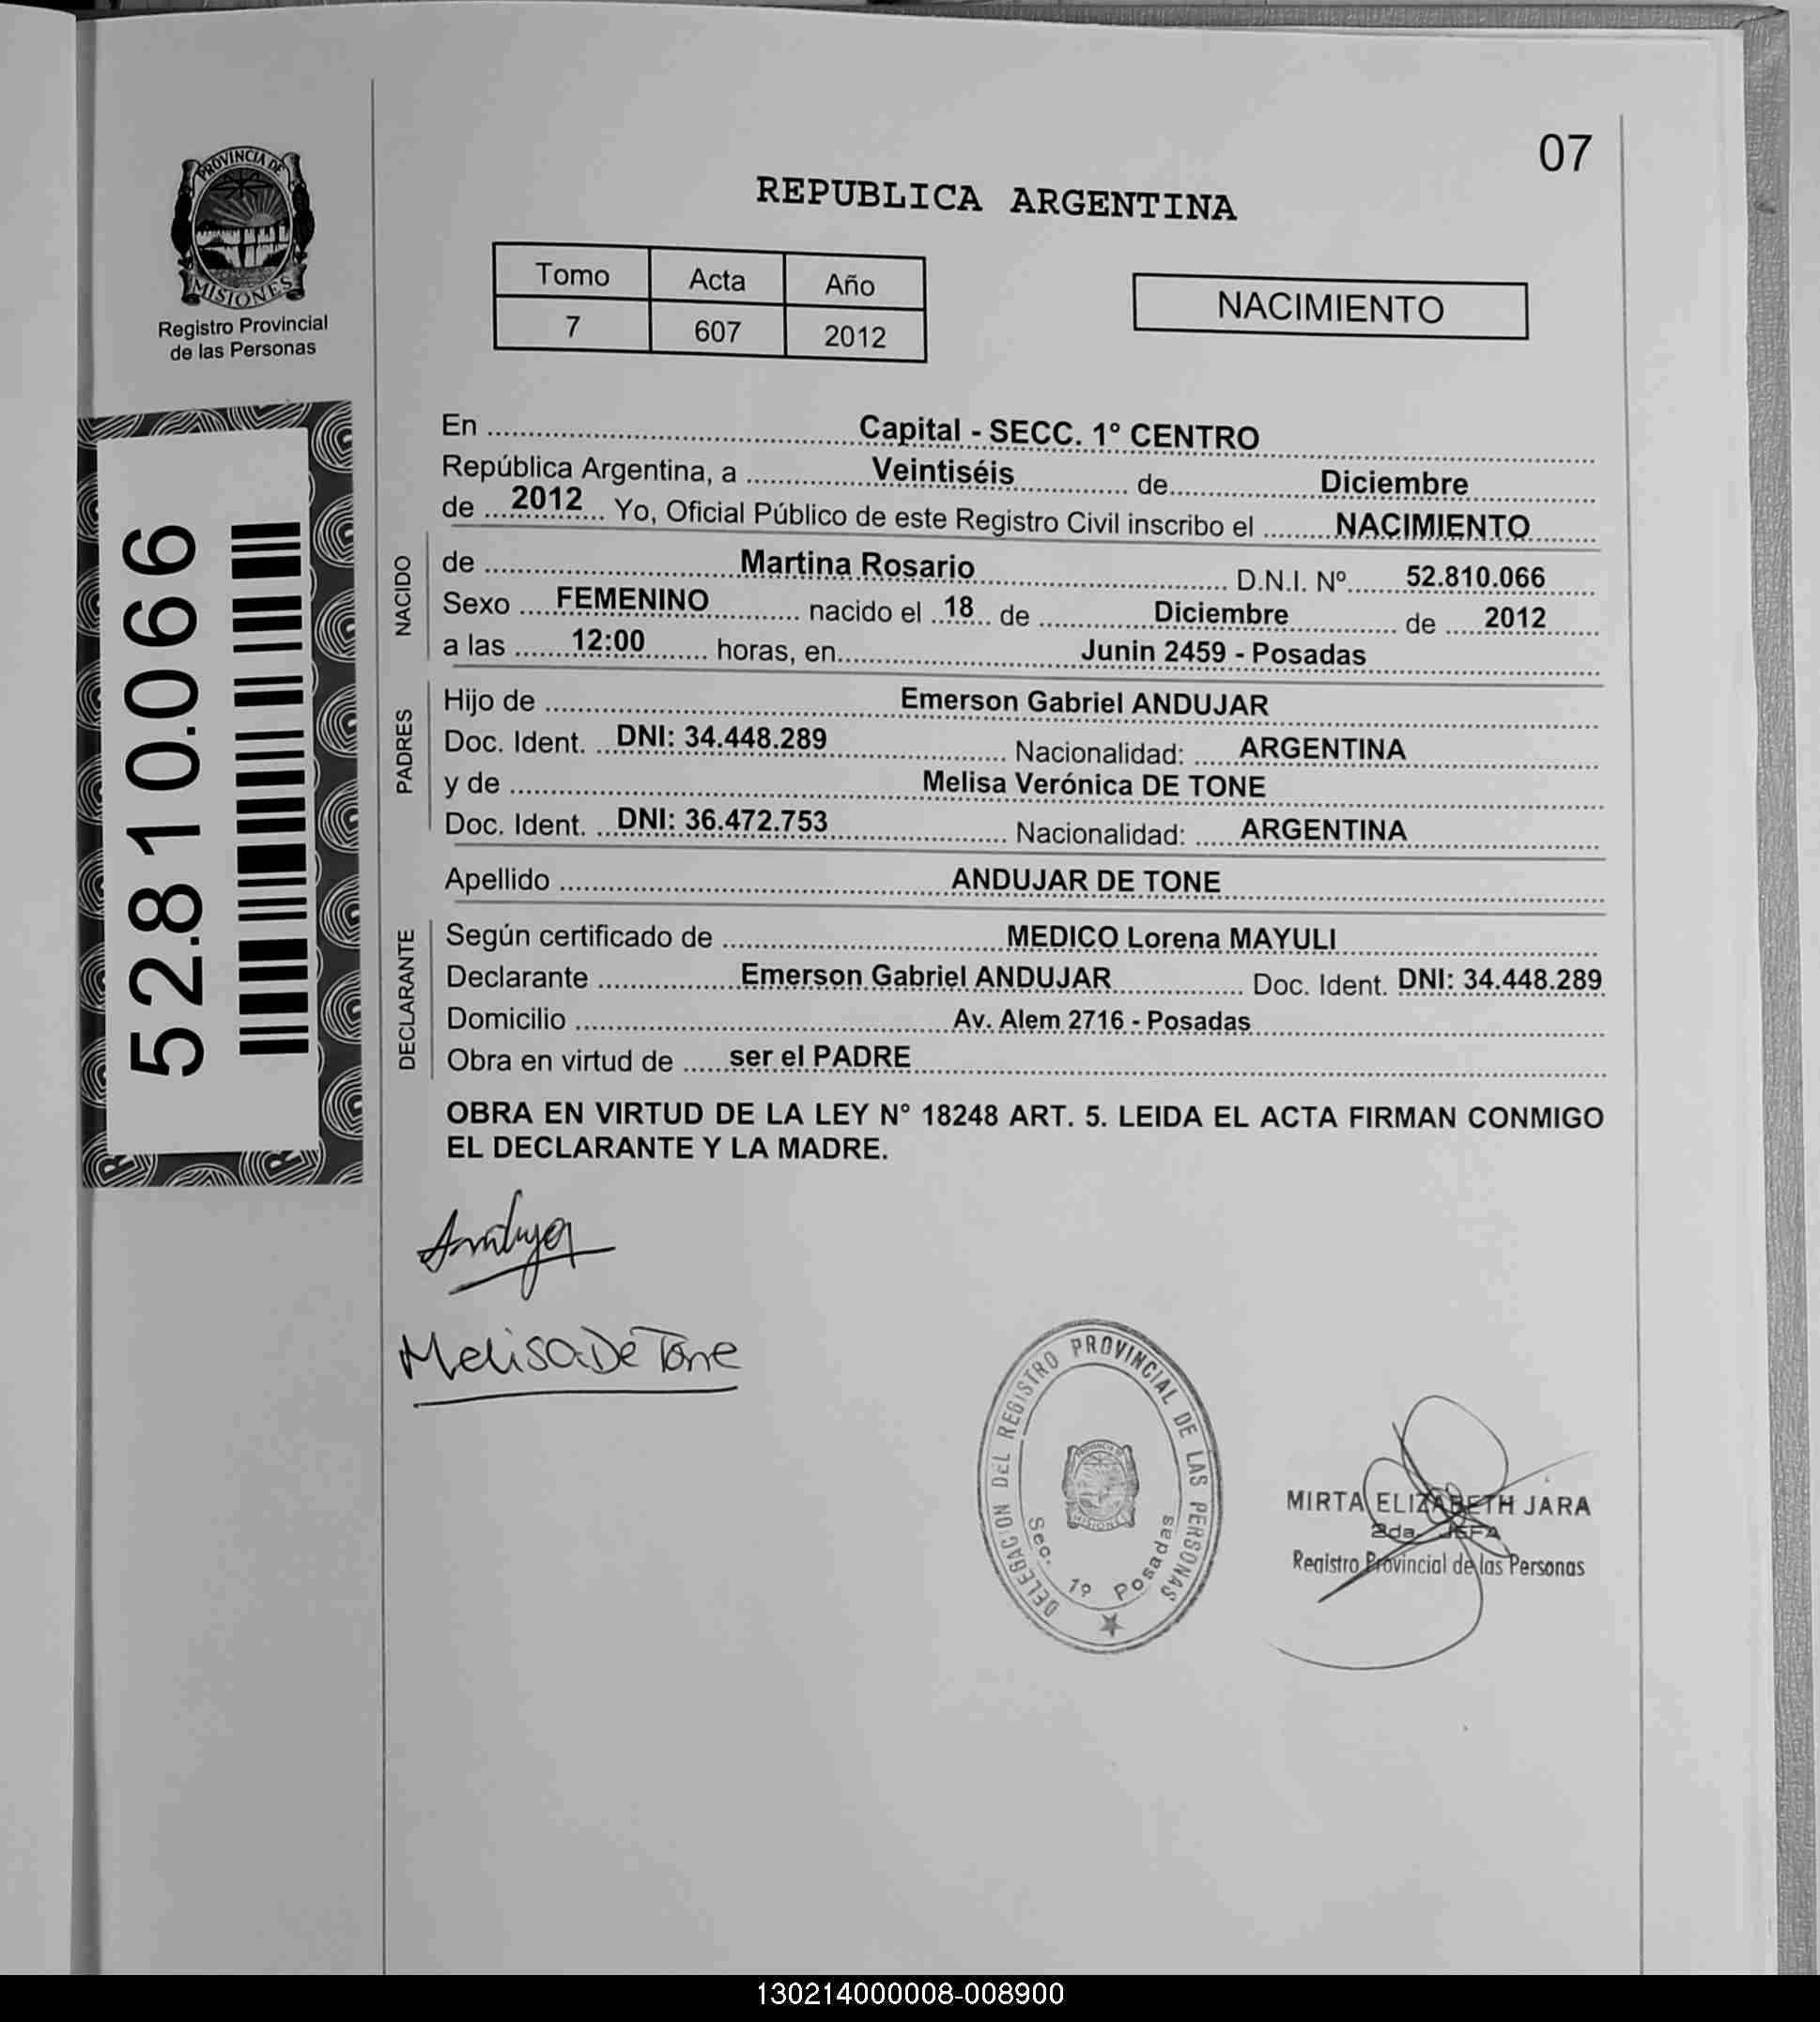 07
PROVINCIA DE
MISIONES
Registro Provincial
de las Personas
REPUBLICA ARGENTINA
Tomo Acta Año
7 607 2012
NACIMIENTO
52.810.066
En Capital - SECC. 1° CENTRO
República Argentina, a Veintiséis de Diciembre
de 2012 Yo, Oficial Público de este Registro Civil inscribo el NACIMIENTO
NACIDO
de Martina Rosario D.N.I. Nº 52.810.066
Sexo FEMENINO nacido el 18 de Diciembre de 2012
a las 12:00 horas, en Junin 2459 - Posadas
PADRES
Hijo de Emerson Gabriel ANDUJAR
Doc. Ident. DNI: 34.448.289 Nacionalidad: ARGENTINA
y de Melisa Verónica DE TONE
Doc. Ident. DNI: 36.472.753 Nacionalidad: ARGENTINA
Apellido ANDUJAR DE TONE
DECLARANTE
Según certificado de MEDICO Lorena MAYULI
Declarante Emerson Gabriel ANDUJAR Doc. Ident. DNI: 34.448.289
Domicilio Av. Alem 2716 - Posadas
Obra en virtud de ser el PADRE
OBRA EN VIRTUD DE LA LEY N° 18248 ART. 5. LEIDA EL ACTA FIRMAN CONMIGO
EL DECLARANTE Y LA MADRE.
Andujar
Melisa De Tone
DELEGACION DEL REGISTRO PROVINCIAL DE LAS PERSONAS
Sec. 1º Posadas
MIRTA ELIZABETH JARA
2da. JEFA
Registro Provincial de las Personas
130214000008-008900